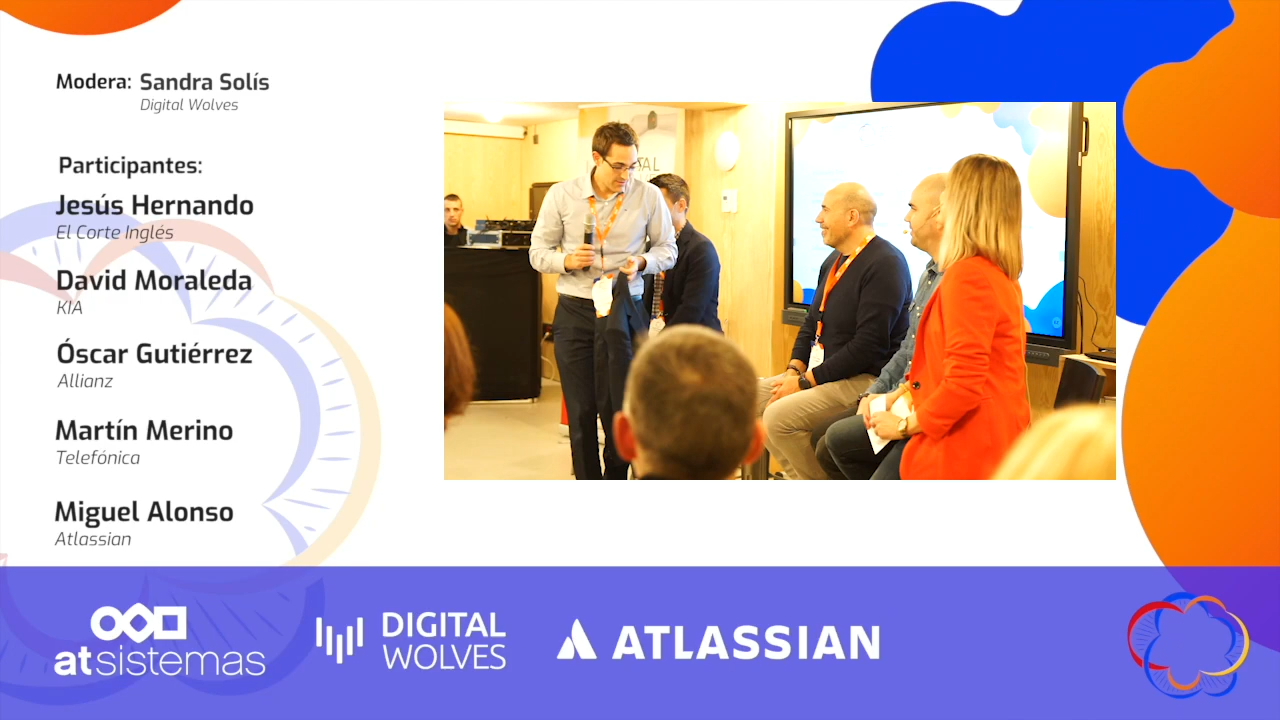 Modera: Sandra Solís
Digital Wolves
Participantes:
Jesús Hernando
El Corte Inglés
David Moraleda
KIA
Óscar Gutiérrez
Allianz
Martín Merino
Telefónica
Miguel Alonso
Atlassian
atsistemas
DIGITAL
WOLVES
ATLASSIAN